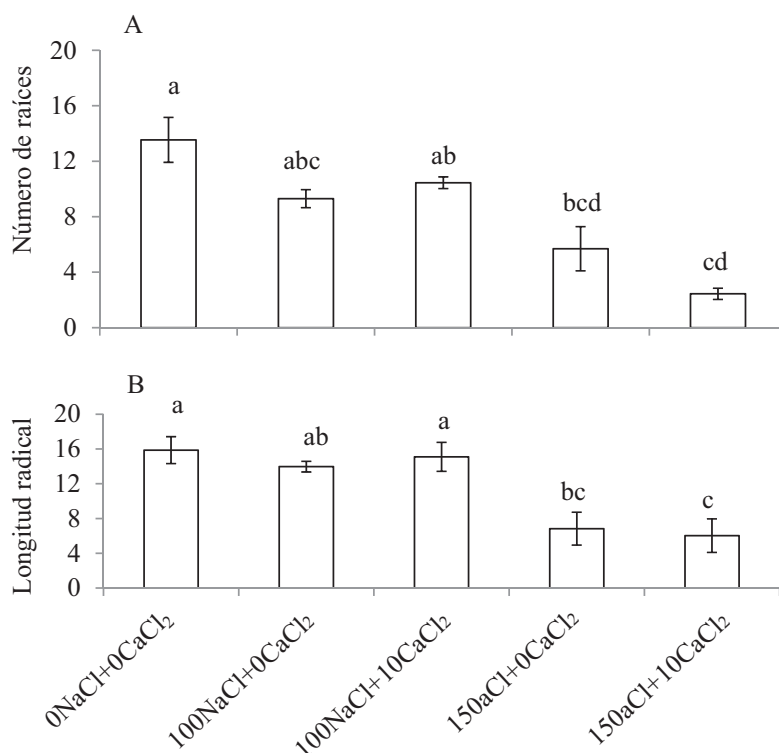 A
Número de raíces
20
16
12
8
4
0
a
abc
ab
bcd
cd
B
Longitud radical
20
16
12
8
4
0
a
ab
a
bc
c
0NaCl+0CaCl₂
100NaCl+0CaCl₂
100NaCl+10CaCl₂
150aCl+0CaCl₂
150aCl+10CaCl₂